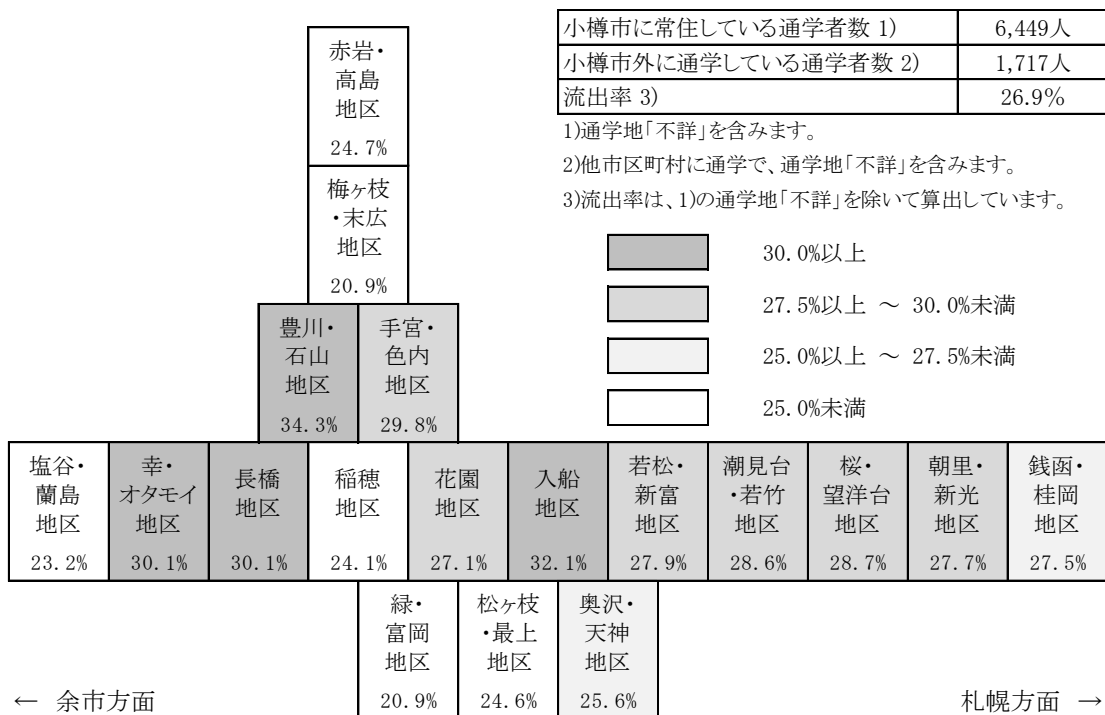 小樽市に常住している通学者数 1) 6,449人
小樽市外に通学している通学者数 2) 1,717人
流出率 3) 26.9%
1)通学地「不詳」を含みます。
2)他市区町村に通学で、通学地「不詳」を含みます。
3)流出率は、1)の通学地「不詳」を除いて算出しています。
30.0%以上
27.5%以上 ～ 30.0%未満
25.0%以上 ～ 27.5%未満
25.0%未満
赤岩・
高島
地区
24.7%
梅ヶ枝
・末広
地区
20.9%
豊川・
石山
地区
34.3%
手宮・
色内
地区
29.8%
塩谷・
蘭島
地区
23.2%
幸・
オタモイ
地区
30.1%
長橋
地区
30.1%
稲穂
地区
24.1%
花園
地区
27.1%
入船
地区
32.1%
若松・
新富
地区
27.9%
潮見台
・若竹
地区
28.6%
桜・
望洋台
地区
28.7%
朝里・
新光
地区
27.7%
銭函・
桂岡
地区
27.5%
緑・
富岡
地区
20.9%
松ヶ枝
・最上
地区
24.6%
奥沢・
天神
地区
25.6%
← 余市方面
札幌方面 →